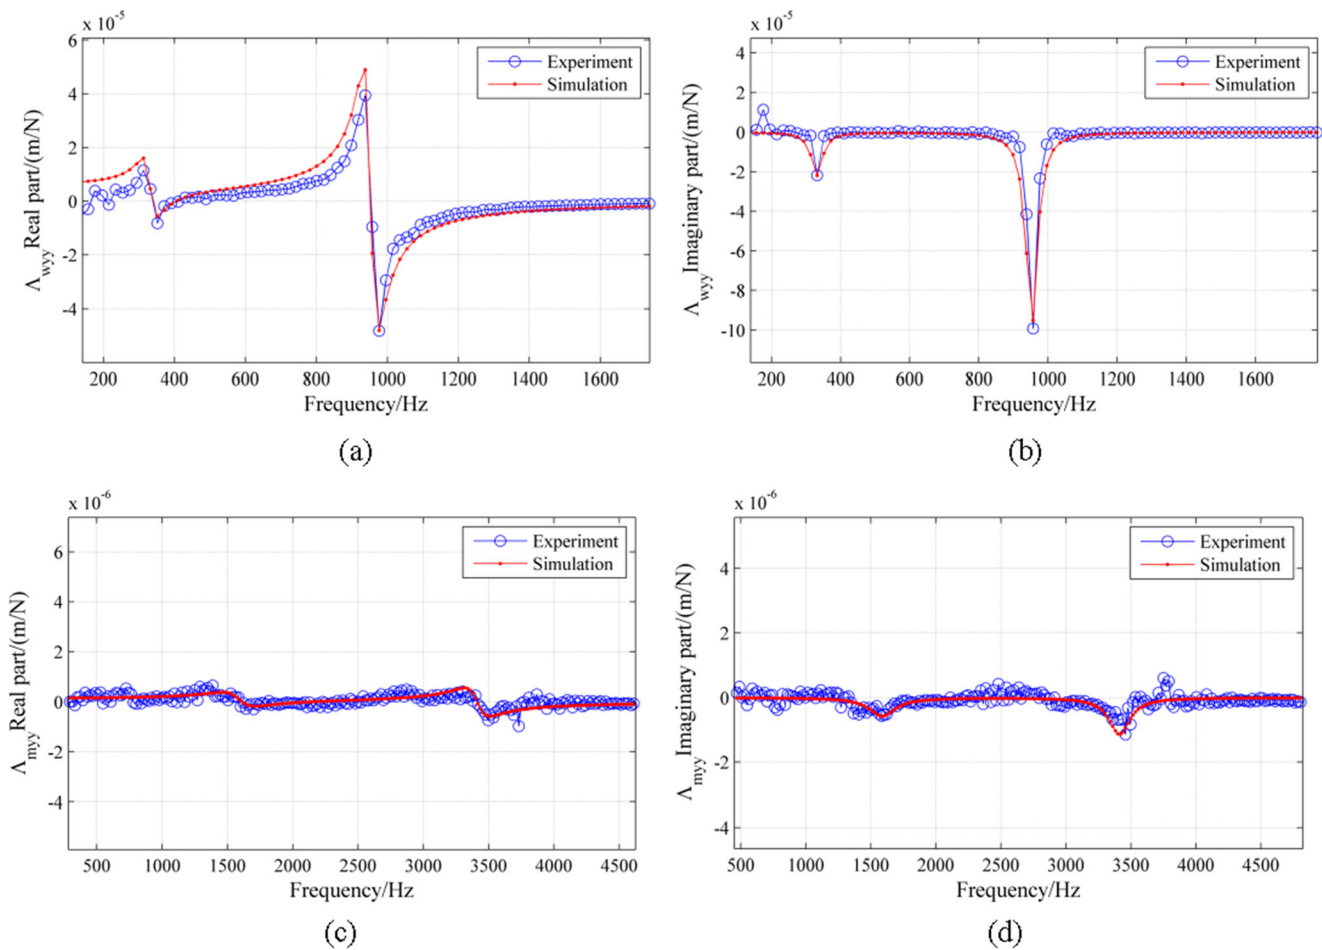 x 10^-5
6
4
2
0
-2
-4
Λ_wyy Real part/(m/N)
Experiment
Simulation
200 400 600 800 1000 1200 1400 1600
Frequency/Hz
(a)
x 10^-5
4
2
0
-2
-4
-6
-8
-10
Λ_wyy Imaginary part/(m/N)
Experiment
Simulation
200 400 600 800 1000 1200 1400 1600
Frequency/Hz
(b)
x 10^-6
6
4
2
0
-2
-4
Λ_myy Real part/(m/N)
Experiment
Simulation
500 1000 1500 2000 2500 3000 3500 4000 4500
Frequency/Hz
(c)
x 10^-6
4
2
0
-2
-4
Λ_myy Imaginary part/(m/N)
Experiment
Simulation
500 1000 1500 2000 2500 3000 3500 4000 4500
Frequency/Hz
(d)